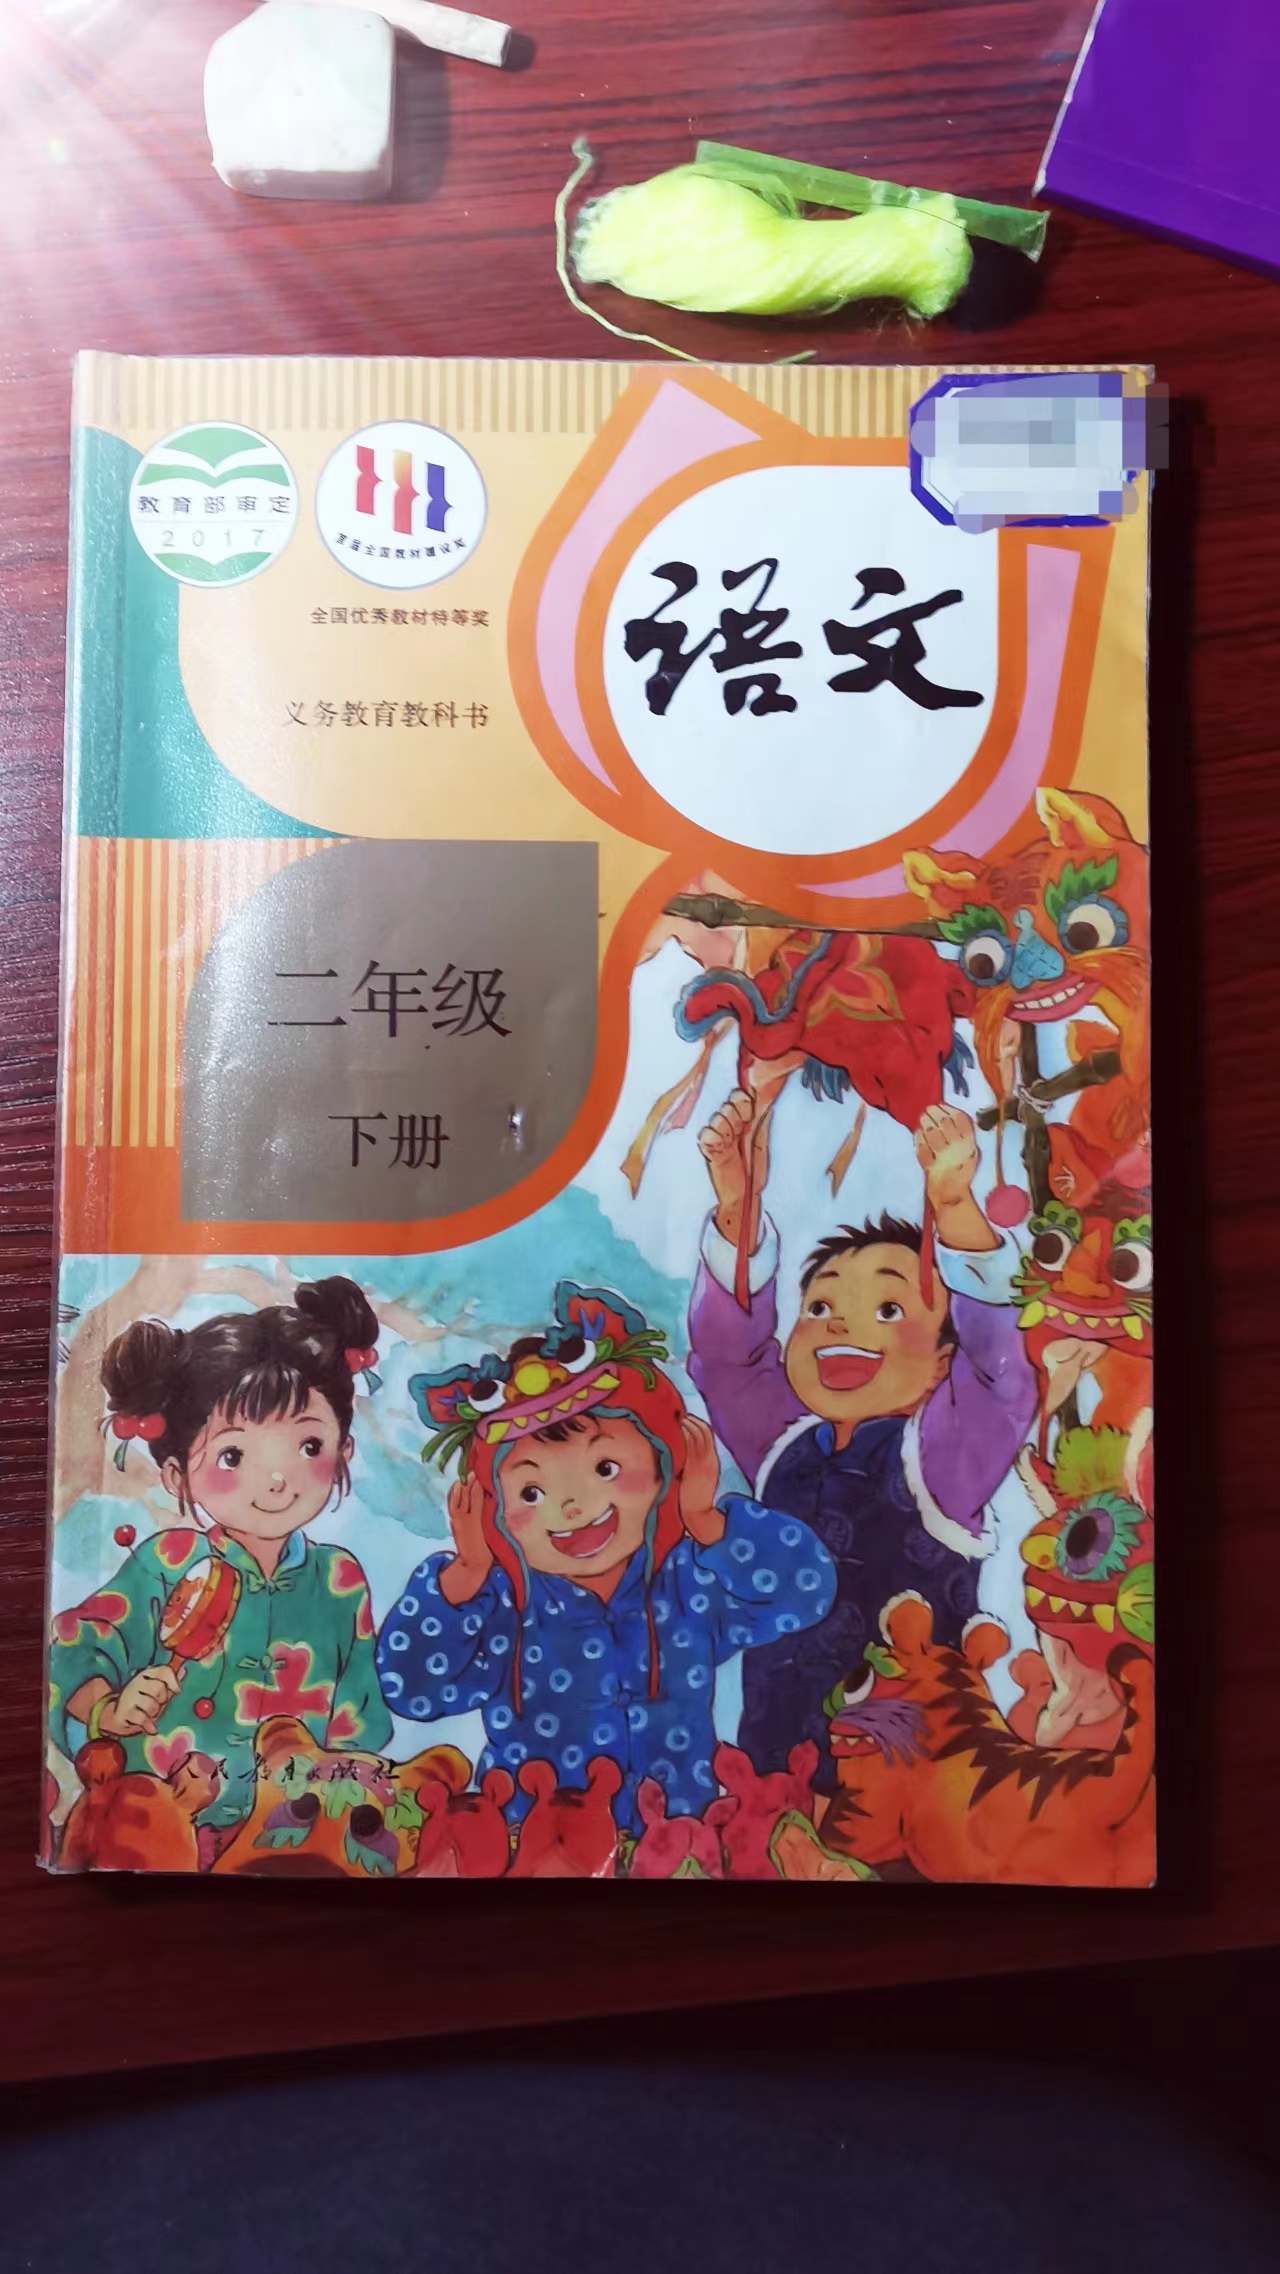 教育部审定
2017
首届全国教材建设奖
全国优秀教材特等奖
义务教育教科书
语文
二年级
下册
人民教育出版社